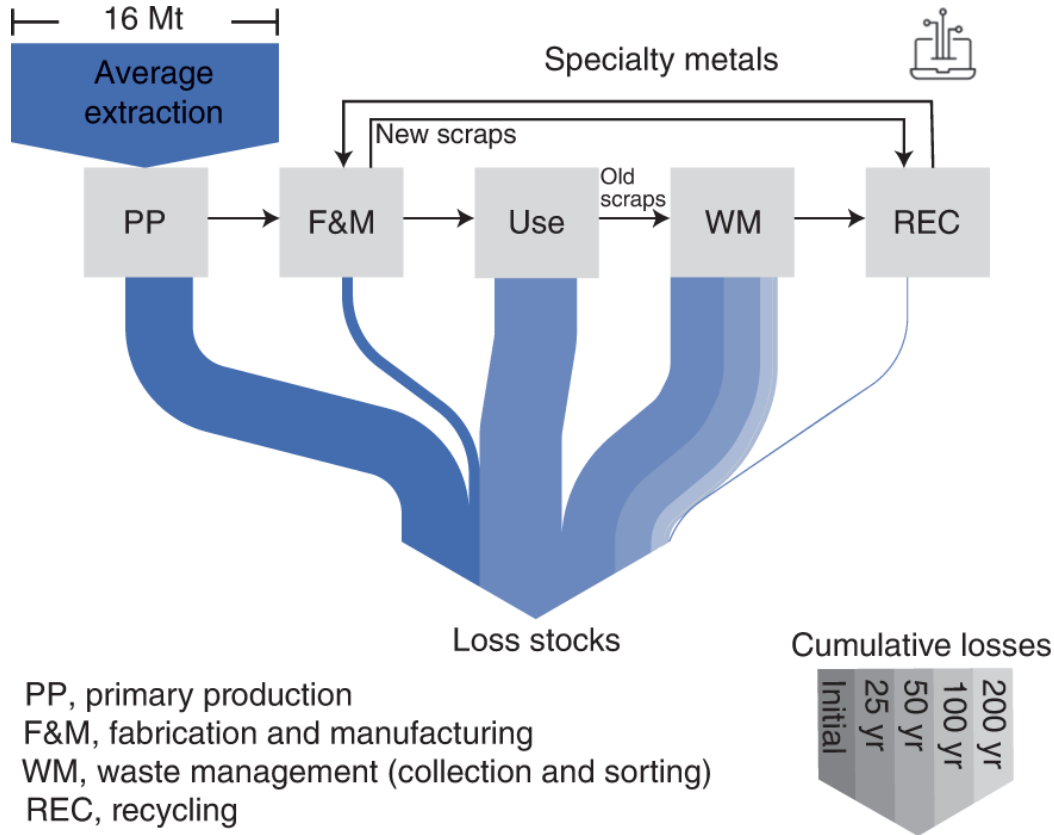 16 Mt
Average
extraction
Specialty metals
New scraps
Old
scraps
PP
F&M
Use
WM
REC
Loss stocks
Cumulative losses
Initial
25 yr
50 yr
100 yr
200 yr
PP, primary production
F&M, fabrication and manufacturing
WM, waste management (collection and sorting)
REC, recycling